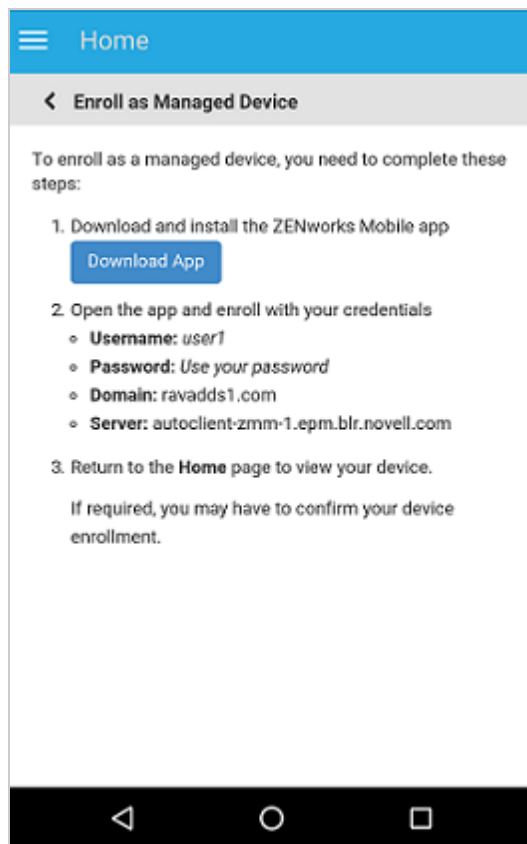 Home
Enroll as Managed Device
To enroll as a managed device, you need to complete these
steps:
1. Download and install the ZENworks Mobile app
Download App
2. Open the app and enroll with your credentials
Username: user1
Password: Use your password
Domain: ravadds1.com
Server: autoclient-zmm-1.epm.blr.novell.com
3. Return to the Home page to view your device.
If required, you may have to confirm your device
enrollment.